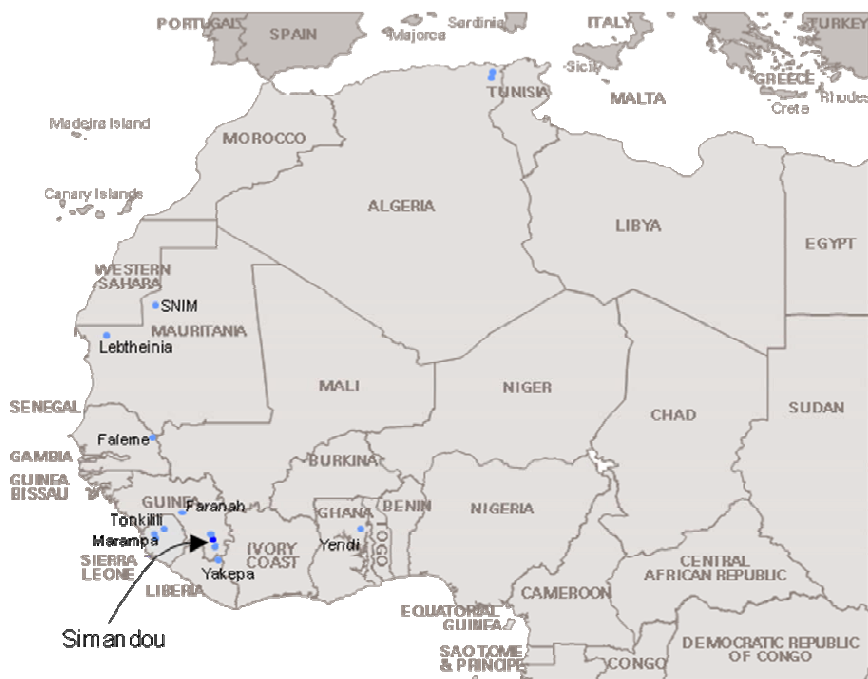 PORTUGAL
SPAIN
Majorca
Sardinia
ITALY
TURKEY
Sicily
GREECE
TUNISIA
MALTA
Crete
Rhodes
Madeira Island
MOROCCO
Canary Islands
ALGERIA
LIBYA
EGYPT
WESTERN
SAHARA
SNIM
MAURITANIA
Lebtheinia
MALI
NIGER
CHAD
SUDAN
SENEGAL
Faleme
GAMBIA
BURKINA
GUINEA
BISSAU
GUINEA
Faranah
GHANA
BENIN
NIGERIA
Tonkilili
Marampa
Yendi
TOGO
IVORY
COAST
SIERRA
LEONE
Yakepa
LIBERIA
CENTRAL
AFRICAN REPUBLIC
CAMEROON
EQUATORIAL
GUINEA
Simandou
SAO TOME
& PRINCIPE
CONGO
DEMOCRATIC REPUBLIC
OF CONGO